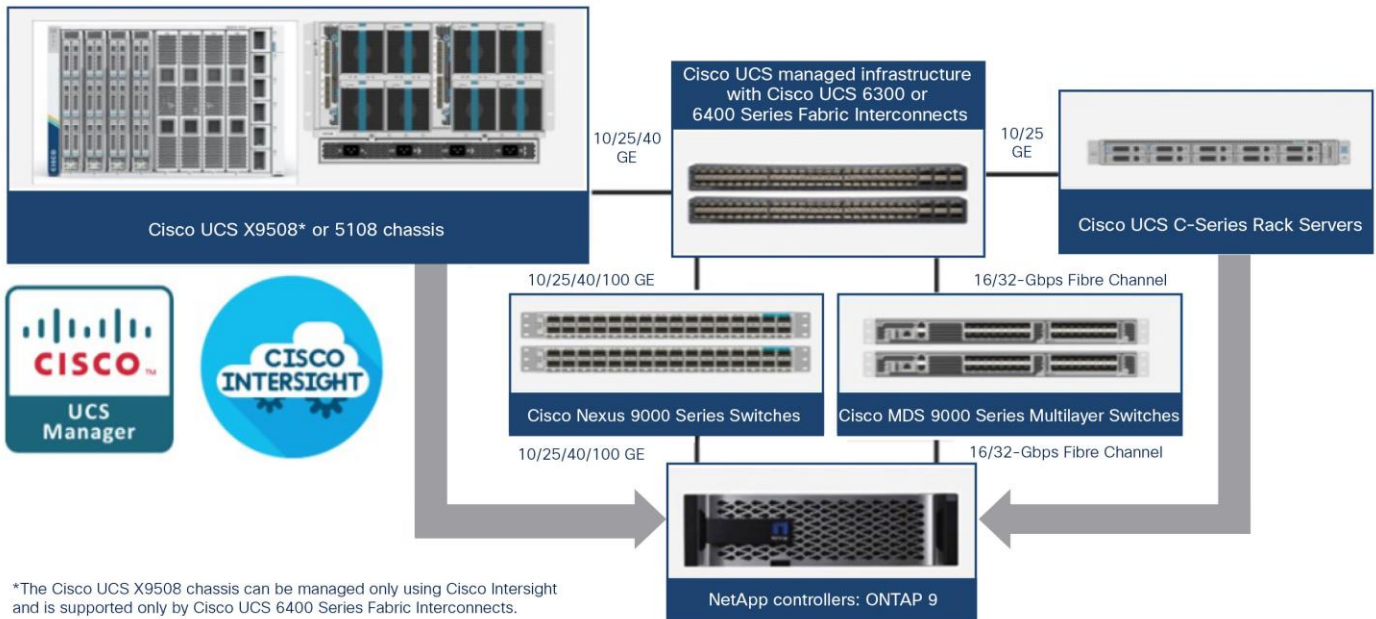 Cisco UCS managed infrastructure
with Cisco UCS 6300 or
6400 Series Fabric Interconnects
10/25/40
GE
10/25
GE
CISCO
Cisco UCS X9508* or 5108 chassis
Cisco UCS C-Series Rack Servers
10/25/40/100 GE
16/32-Gbps Fibre Channel
CISCO™
UCS
Manager
CISCO
INTERSIGHT
Cisco Nexus 9000 Series Switches
Cisco MDS 9000 Series Multilayer Switches
10/25/40/100 GE
16/32-Gbps Fibre Channel
NetApp controllers: ONTAP 9
*The Cisco UCS X9508 chassis can be managed only using Cisco Intersight
and is supported only by Cisco UCS 6400 Series Fabric Interconnects.